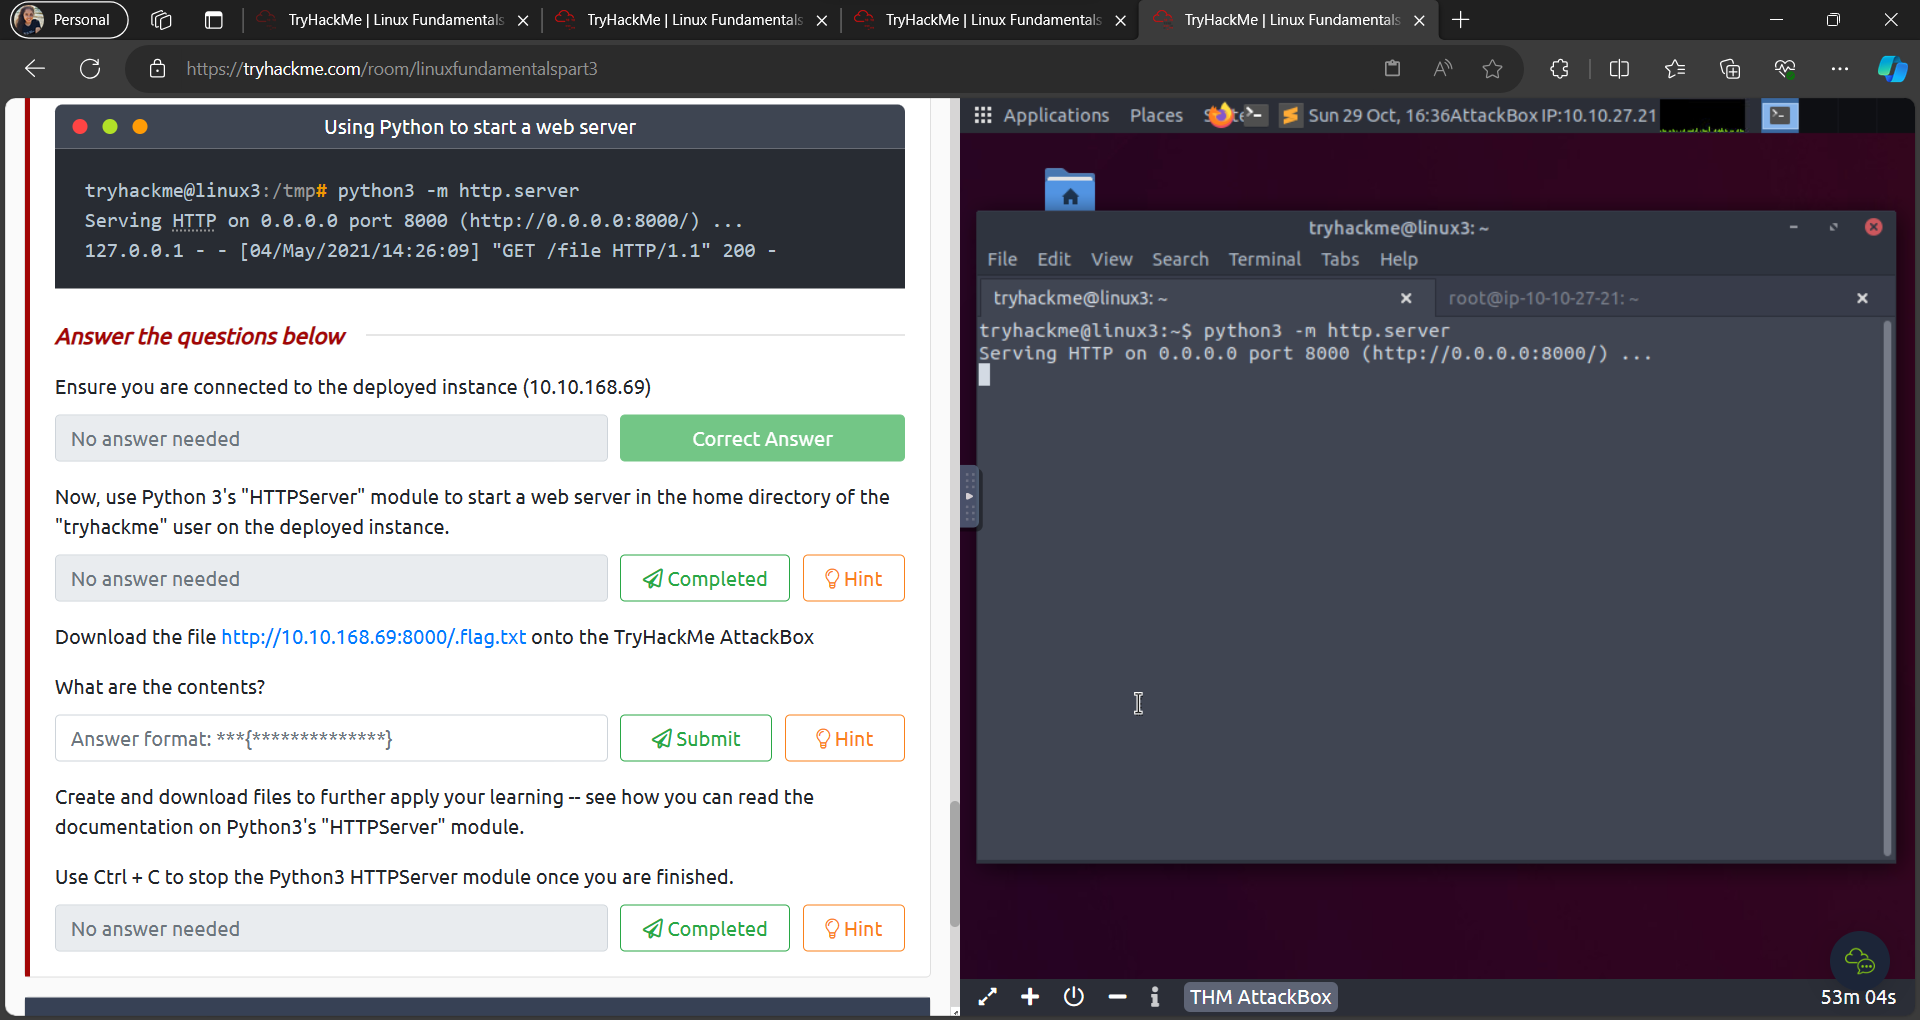 Personal
TryHackMe | Linux Fundamentals
TryHackMe | Linux Fundamentals
TryHackMe | Linux Fundamentals
TryHackMe | Linux Fundamentals
https://tryhackme.com/room/linuxfundamentalspart3
Using Python to start a web server
tryhackme@linux3:/tmp# python3 -m http.server
Serving HTTP on 0.0.0.0 port 8000 (http://0.0.0.0:8000/) ...
127.0.0.1 - - [04/May/2021/14:26:09] "GET /file HTTP/1.1" 200 -
Answer the questions below
Ensure you are connected to the deployed instance (10.10.168.69)
No answer needed
Correct Answer
Now, use Python 3's "HTTPServer" module to start a web server in the home directory of the
"tryhackme" user on the deployed instance.
No answer needed
Completed
Hint
Download the file http://10.10.168.69:8000/.flag.txt onto the TryHackMe AttackBox
What are the contents?
Answer format: ***{**************}
Submit
Hint
Create and download files to further apply your learning -- see how you can read the
documentation on Python3's "HTTPServer" module.
Use Ctrl + C to stop the Python3 HTTPServer module once you are finished.
No answer needed
Completed
Hint
Applications
Places
Sun 29 Oct, 16:36
AttackBox IP:10.10.27.21
tryhackme@linux3: ~
File Edit View Search Terminal Tabs Help
tryhackme@linux3: ~
root@ip-10-10-27-21: ~
tryhackme@linux3:~$ python3 -m http.server
Serving HTTP on 0.0.0.0 port 8000 (http://0.0.0.0:8000/) ...
THM AttackBox
53m 04s